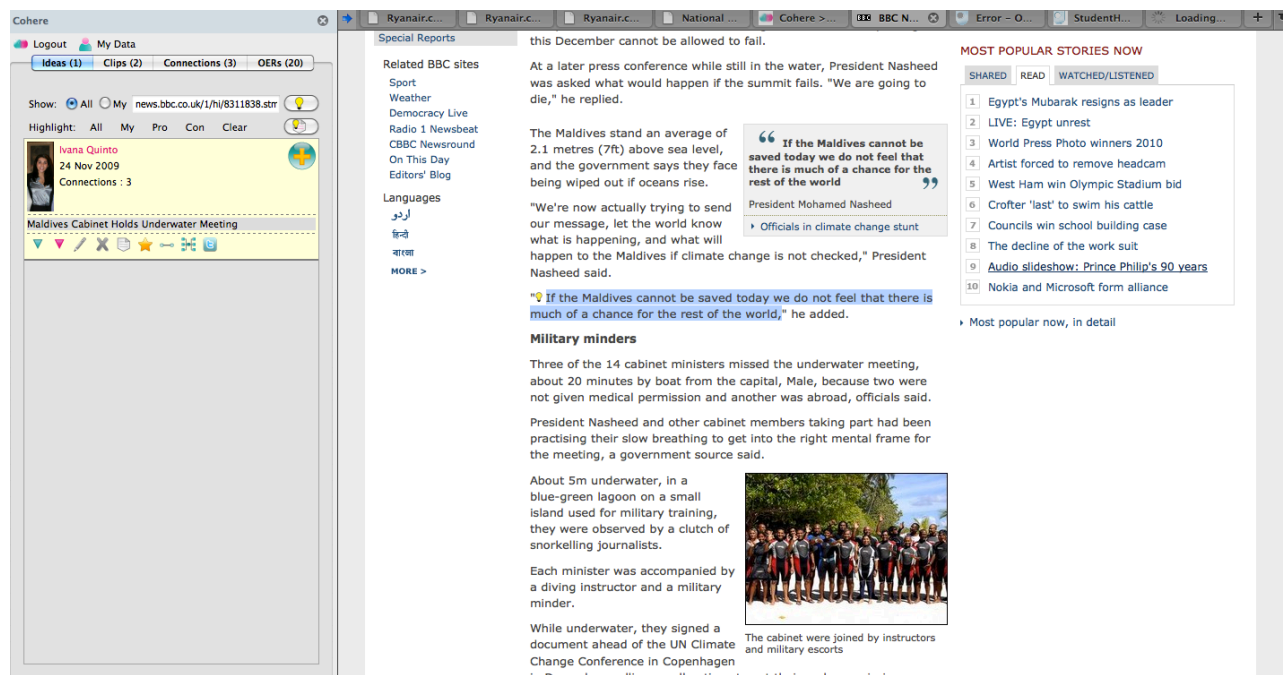 Cohere
Logout My Data
Ideas (1) Clips (2) Connections (3) OERs (20)
Show: All My news.bbc.co.uk/1/hi/8311838.stm
Highlight: All My Pro Con Clear
Ivana Quinto
24 Nov 2009
Connections : 3
Maldives Cabinet Holds Underwater Meeting
Ryanair.c... Ryanair.c... Ryanair.c... National ... Cohere >... BBC N... Error – O... StudentH... Loading...
Special Reports
Related BBC sites
Sport
Weather
Democracy Live
Radio 1 Newsbeat
CBBC Newsround
On This Day
Editors' Blog
Languages
اردو
हिन्दी
বাংলা
MORE >
this December cannot be allowed to fail.
At a later press conference while still in the water, President Nasheed
was asked what would happen if the summit fails. "We are going to
die," he replied.
The Maldives stand an average of
2.1 metres (7ft) above sea level,
and the government says they face
being wiped out if oceans rise.
"We're now actually trying to send
our message, let the world know
what is happening, and what will
happen to the Maldives if climate change is not checked," President
Nasheed said.
"If the Maldives cannot be saved today we do not feel that there is
much of a chance for the rest of the world," he added.
“ If the Maldives cannot be
saved today we do not feel that
there is much of a chance for the
rest of the world ”
President Mohamed Nasheed
Officials in climate change stunt
Military minders
Three of the 14 cabinet ministers missed the underwater meeting,
about 20 minutes by boat from the capital, Male, because two were
not given medical permission and another was abroad, officials said.
President Nasheed and other cabinet members taking part had been
practising their slow breathing to get into the right mental frame for
the meeting, a government source said.
About 5m underwater, in a
blue-green lagoon on a small
island used for military training,
they were observed by a clutch of
snorkelling journalists.
Each minister was accompanied by
a diving instructor and a military
minder.
While underwater, they signed a
document ahead of the UN Climate
Change Conference in Copenhagen
The cabinet were joined by instructors
and military escorts
MOST POPULAR STORIES NOW
SHARED READ WATCHED/LISTENED
1 Egypt's Mubarak resigns as leader
2 LIVE: Egypt unrest
3 World Press Photo winners 2010
4 Artist forced to remove headcam
5 West Ham win Olympic Stadium bid
6 Crofter 'last' to swim his cattle
7 Councils win school building case
8 The decline of the work suit
9 Audio slideshow: Prince Philip's 90 years
10 Nokia and Microsoft form alliance
Most popular now, in detail